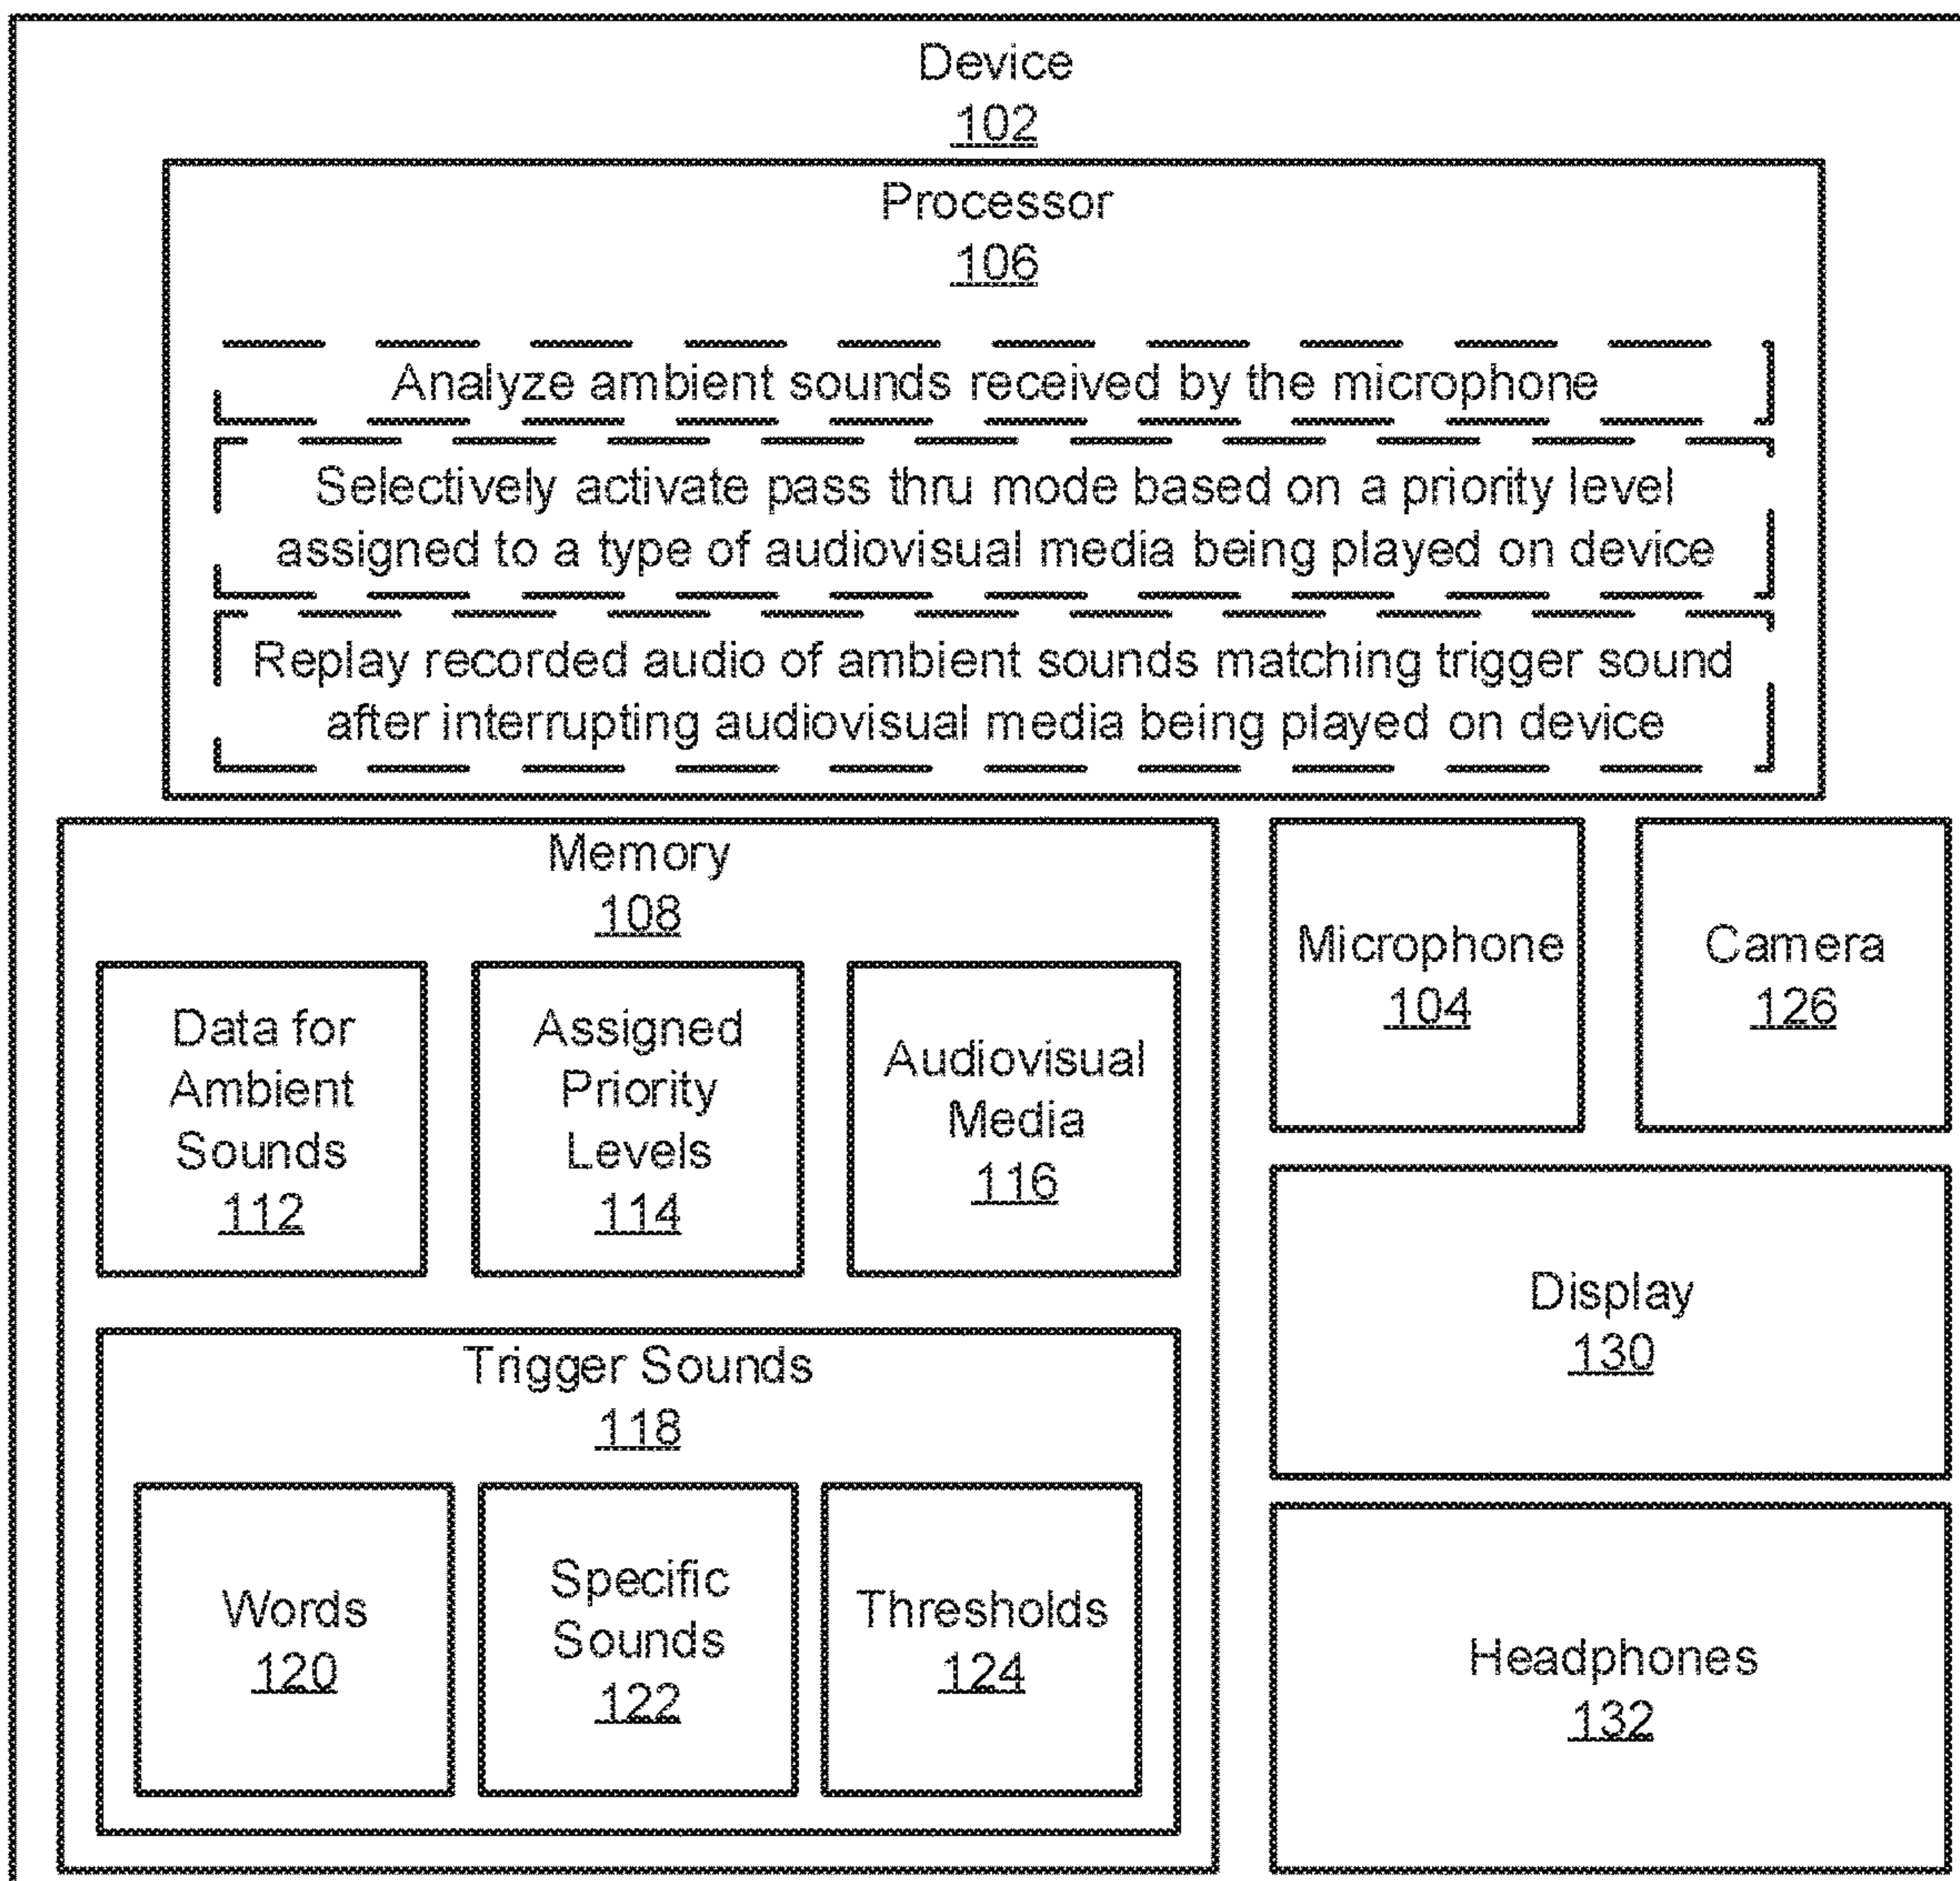 Device
102
Processor
106
Analyze ambient sounds received by the microphone
Selectively activate pass thru mode based on a priority level
assigned to a type of audiovisual media being played on device
Replay recorded audio of ambient sounds matching trigger sound
after interrupting audiovisual media being played on device
Memory
108
Data for
Ambient
Sounds
112
Assigned
Priority
Levels
114
Audiovisual
Media
116
Trigger Sounds
118
Words
120
Specific
Sounds
122
Thresholds
124
Microphone
104
Camera
126
Display
130
Headphones
132